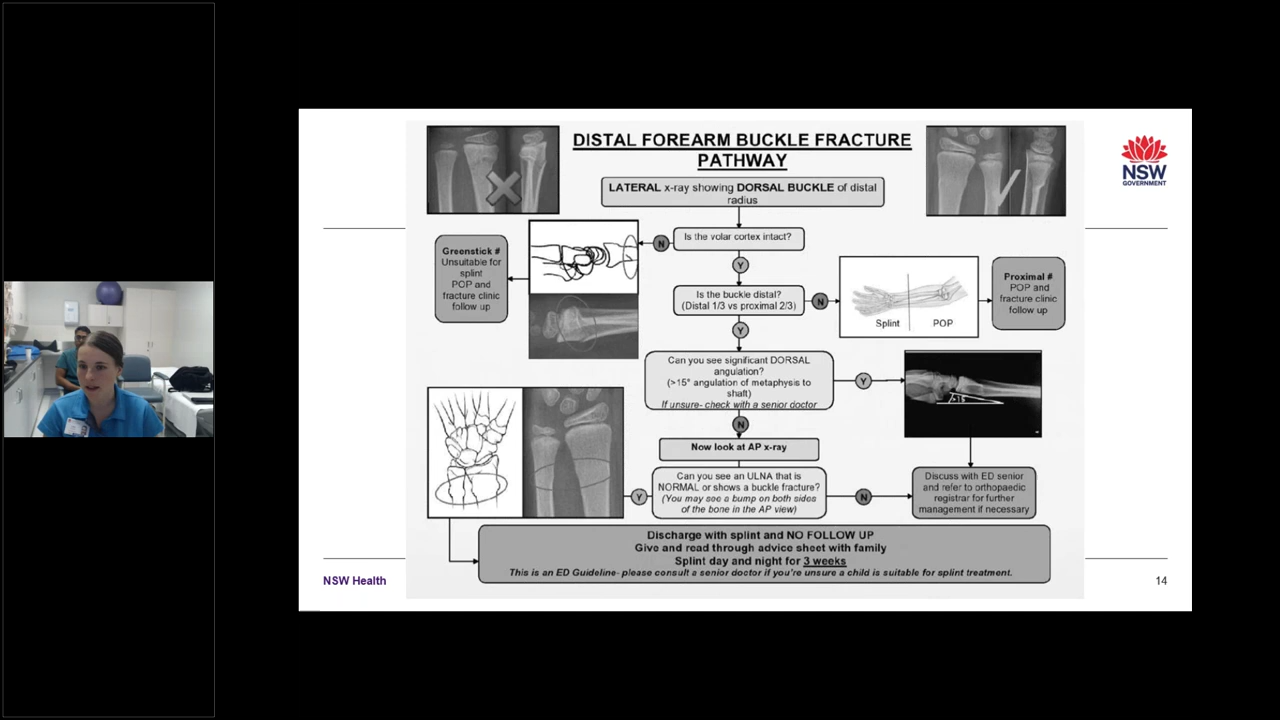 DISTAL FOREARM BUCKLE FRACTURE
PATHWAY
LATERAL x-ray showing DORSAL BUCKLE of distal
radius
NSW
GOVERNMENT
Is the volar cortex intact?
N
Greenstick #
Unsuitable for
splint
POP and
fracture clinic
follow up
Y
Is the buckle distal?
(Distal 1/3 vs proximal 2/3)
N
Splint
POP
Proximal #
POP and
fracture clinic
follow up
Y
Can you see significant DORSAL
angulation?
(>15° angulation of metaphysis to
shaft)
If unsure- check with a senior doctor
Y
>15
N
Now look at AP x-ray
Can you see an ULNA that is
NORMAL or shows a buckle fracture?
(You may see a bump on both sides
of the bone in the AP view)
Y
N
Discuss with ED senior
and refer to orthopaedic
registrar for further
management if necessary
Discharge with splint and NO FOLLOW UP
Give and read through advice sheet with family
Splint day and night for 3 weeks
This is an ED Guideline- please consult a senior doctor if you're unsure a child is suitable for splint treatment.
NSW Health
14